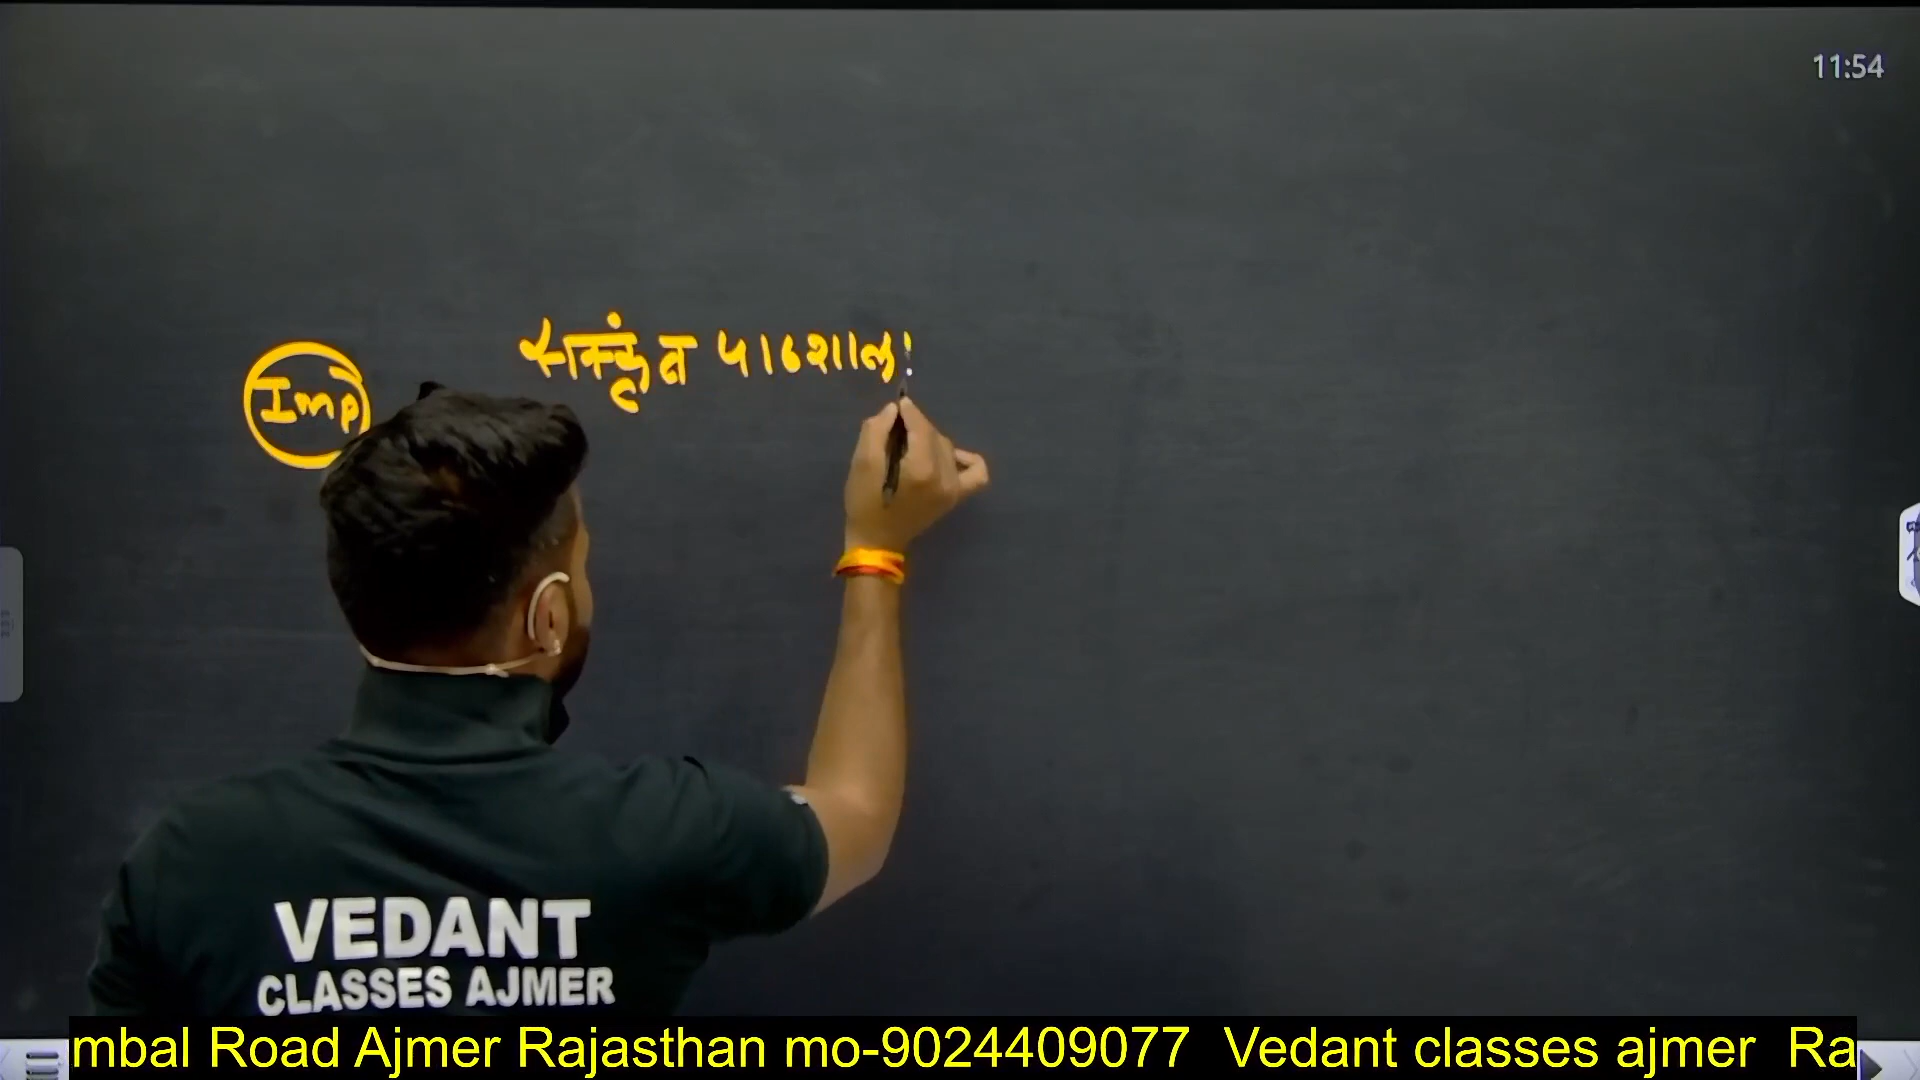 11:54
संस्कृत पाठशाला
Imp
VEDANT
CLASSES AJMER
mbal Road Ajmer Rajasthan mo-9024409077 Vedant classes ajmer Ra